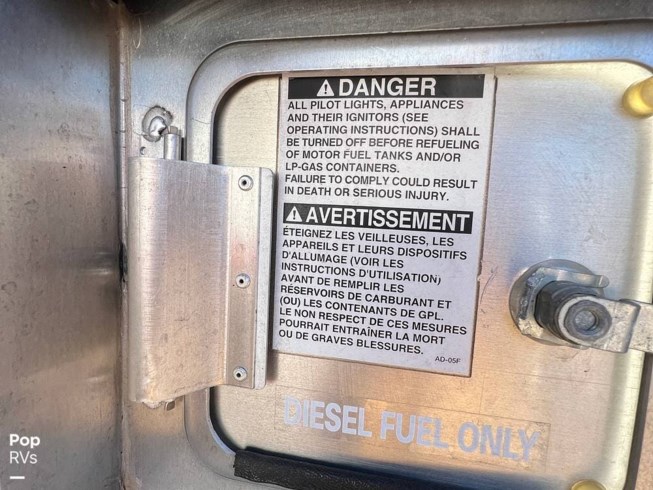 ⚠ DANGER
ALL PILOT LIGHTS, APPLIANCES
AND THEIR IGNITORS (SEE
OPERATING INSTRUCTIONS) SHALL
BE TURNED OFF BEFORE REFUELING
OF MOTOR FUEL TANKS AND/OR
LP-GAS CONTAINERS.
FAILURE TO COMPLY COULD RESULT
IN DEATH OR SERIOUS INJURY.
⚠ AVERTISSEMENT
ÉTEIGNEZ LES VEILLEUSES, LES
APPAREILS ET LEURS DISPOSITIFS
D'ALLUMAGE (VOIR LES
INSTRUCTIONS D'UTILISATION)
AVANT DE REMPLIR LES
RÉSERVOIRS DE CARBURANT ET
(OU) LES CONTENANTS DE GPL.
LE NON RESPECT DE CES MESURES
POURRAIT ENTRAÎNER LA MORT
OU DE GRAVES BLESSURES.
AD-05F
DIESEL FUEL ONLY
Pop
RVs